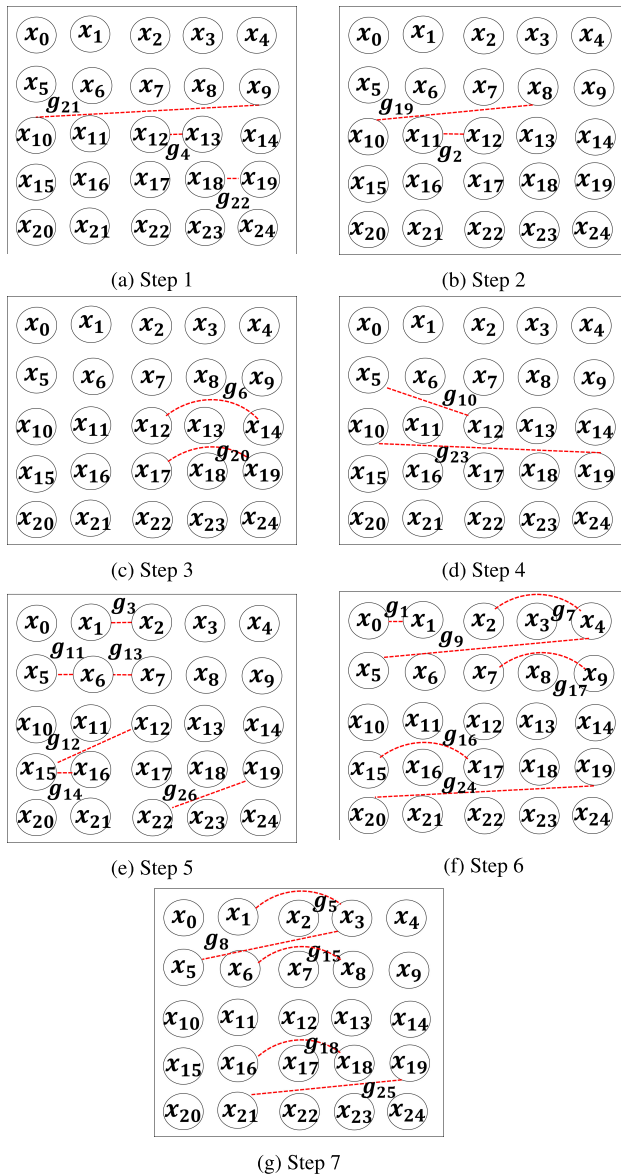 x₀ x₁ x₂ x₃ x₄
x₅ x₆ x₇ x₈ x₉
g₂₁
x₁₀ x₁₁ x₁₂ x₁₃ x₁₄
g₄
x₁₅ x₁₆ x₁₇ x₁₈ x₁₉
g₂₂
x₂₀ x₂₁ x₂₂ x₂₃ x₂₄
(a) Step 1
x₀ x₁ x₂ x₃ x₄
x₅ x₆ x₇ x₈ x₉
g₁₉
x₁₀ x₁₁ x₁₂ x₁₃ x₁₄
g₂
x₁₅ x₁₆ x₁₇ x₁₈ x₁₉
x₂₀ x₂₁ x₂₂ x₂₃ x₂₄
(b) Step 2
x₀ x₁ x₂ x₃ x₄
x₅ x₆ x₇ x₈ x₉
g₆
x₁₀ x₁₁ x₁₂ x₁₃ x₁₄
g₂₀
x₁₅ x₁₆ x₁₇ x₁₈ x₁₉
x₂₀ x₂₁ x₂₂ x₂₃ x₂₄
(c) Step 3
x₀ x₁ x₂ x₃ x₄
x₅ x₆ x₇ x₈ x₉
g₁₀
x₁₀ x₁₁ x₁₂ x₁₃ x₁₄
g₂₃
x₁₅ x₁₆ x₁₇ x₁₈ x₁₉
x₂₀ x₂₁ x₂₂ x₂₃ x₂₄
(d) Step 4
g₃
x₀ x₁ x₂ x₃ x₄
g₁₁ g₁₃
x₅ x₆ x₇ x₈ x₉
x₁₀ x₁₁ x₁₂ x₁₃ x₁₄
g₁₂
x₁₅ x₁₆ x₁₇ x₁₈ x₁₉
g₁₄ g₂₆
x₂₀ x₂₁ x₂₂ x₂₃ x₂₄
(e) Step 5
g₁ g₇
x₀ x₁ x₂ x₃ x₄
g₉
x₅ x₆ x₇ x₈ x₉
g₁₇
x₁₀ x₁₁ x₁₂ x₁₃ x₁₄
g₁₆
x₁₅ x₁₆ x₁₇ x₁₈ x₁₉
g₂₄
x₂₀ x₂₁ x₂₂ x₂₃ x₂₄
(f) Step 6
g₅
x₀ x₁ x₂ x₃ x₄
g₈ g₁₅
x₅ x₆ x₇ x₈ x₉
x₁₀ x₁₁ x₁₂ x₁₃ x₁₄
g₁₈
x₁₅ x₁₆ x₁₇ x₁₈ x₁₉
g₂₅
x₂₀ x₂₁ x₂₂ x₂₃ x₂₄
(g) Step 7